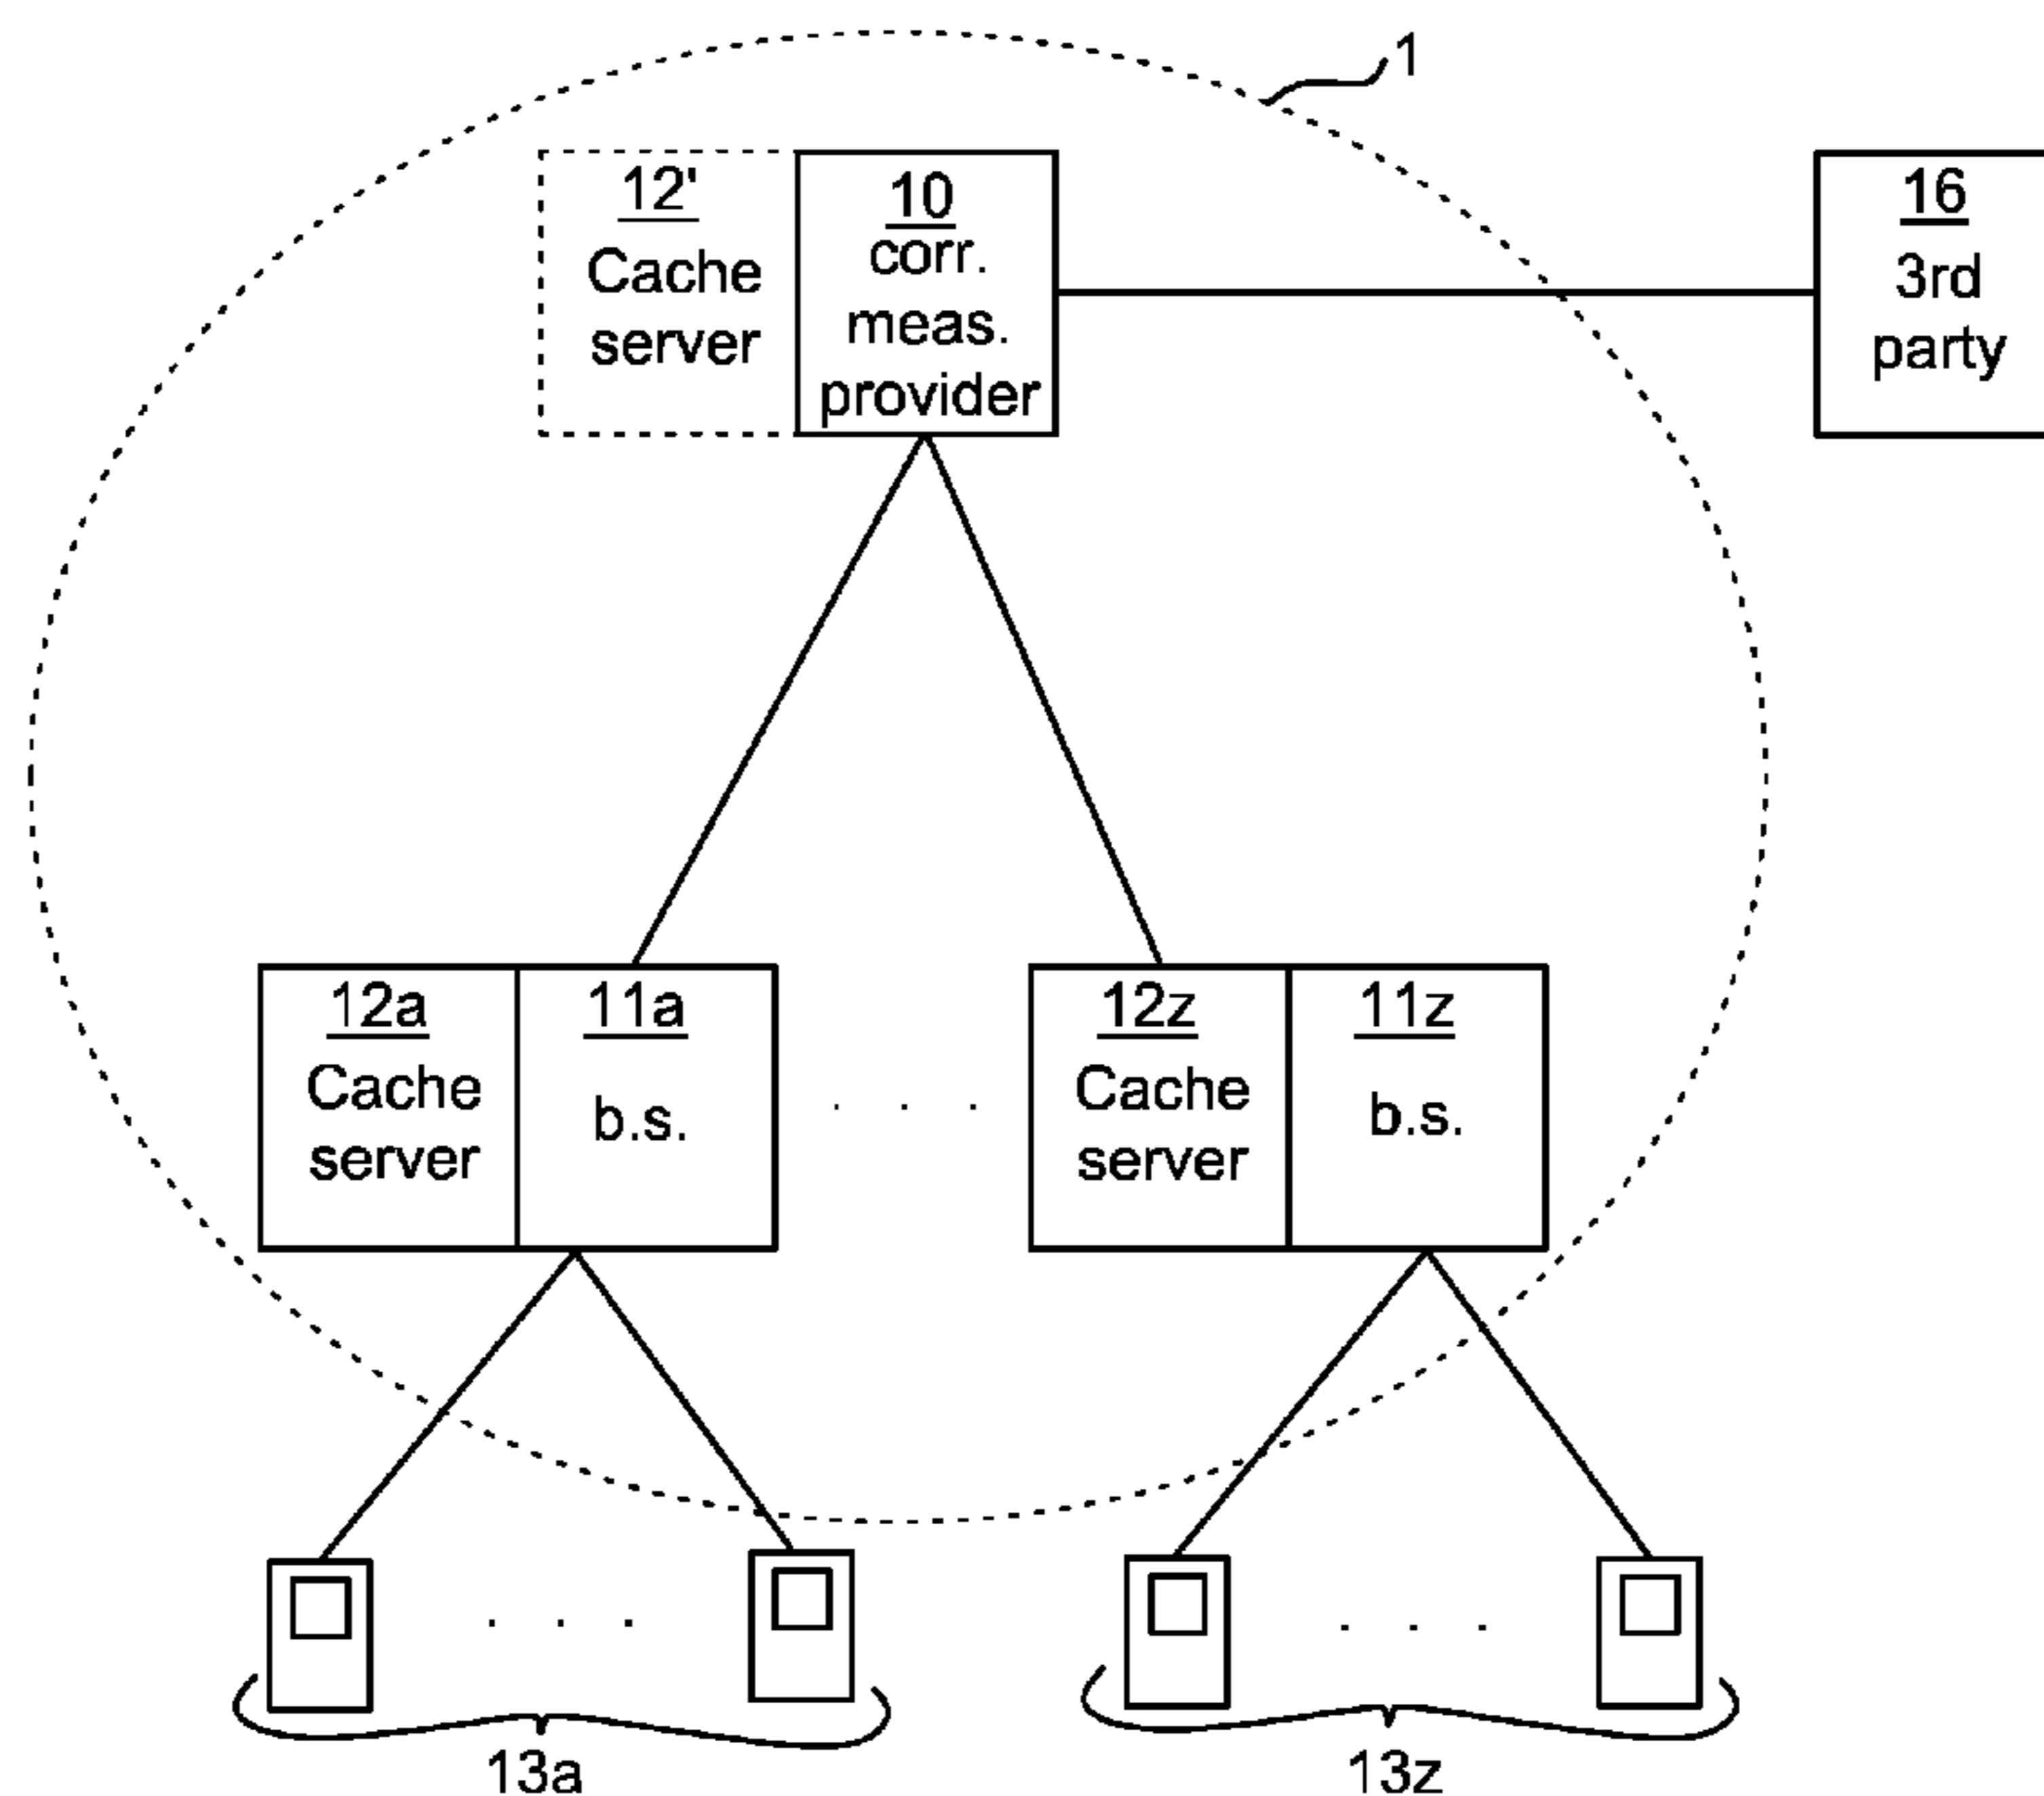 1
12'
Cache
server
10
corr.
meas.
provider
16
3rd
party
12a
Cache
server
11a
b.s.
. . .
12z
Cache
server
11z
b.s.
. . .
. . .
13a
13z